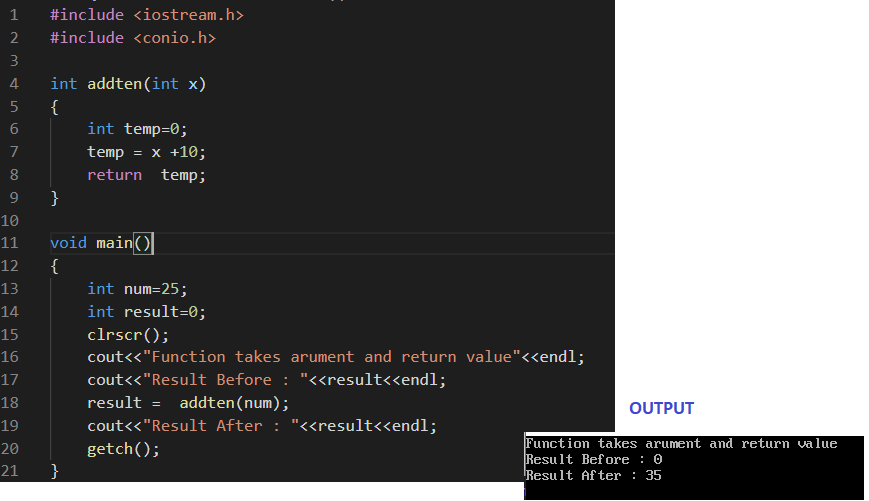 1 #include <iostream.h>
2 #include <conio.h>
3
4 int addten(int x)
5 {
6 int temp=0;
7 temp = x +10;
8 return  temp;
9 }
10
11 void main()
12 {
13 int num=25;
14 int result=0;
15 clrscr();
16 cout<<"Function takes arument and return value"<<endl;
17 cout<<"Result Before : "<<result<<endl;
18 result =  addten(num);
19 cout<<"Result After : "<<result<<endl;
20 getch();
21 }
OUTPUT
Function takes arument and return value
Result Before : 0
Result After : 35